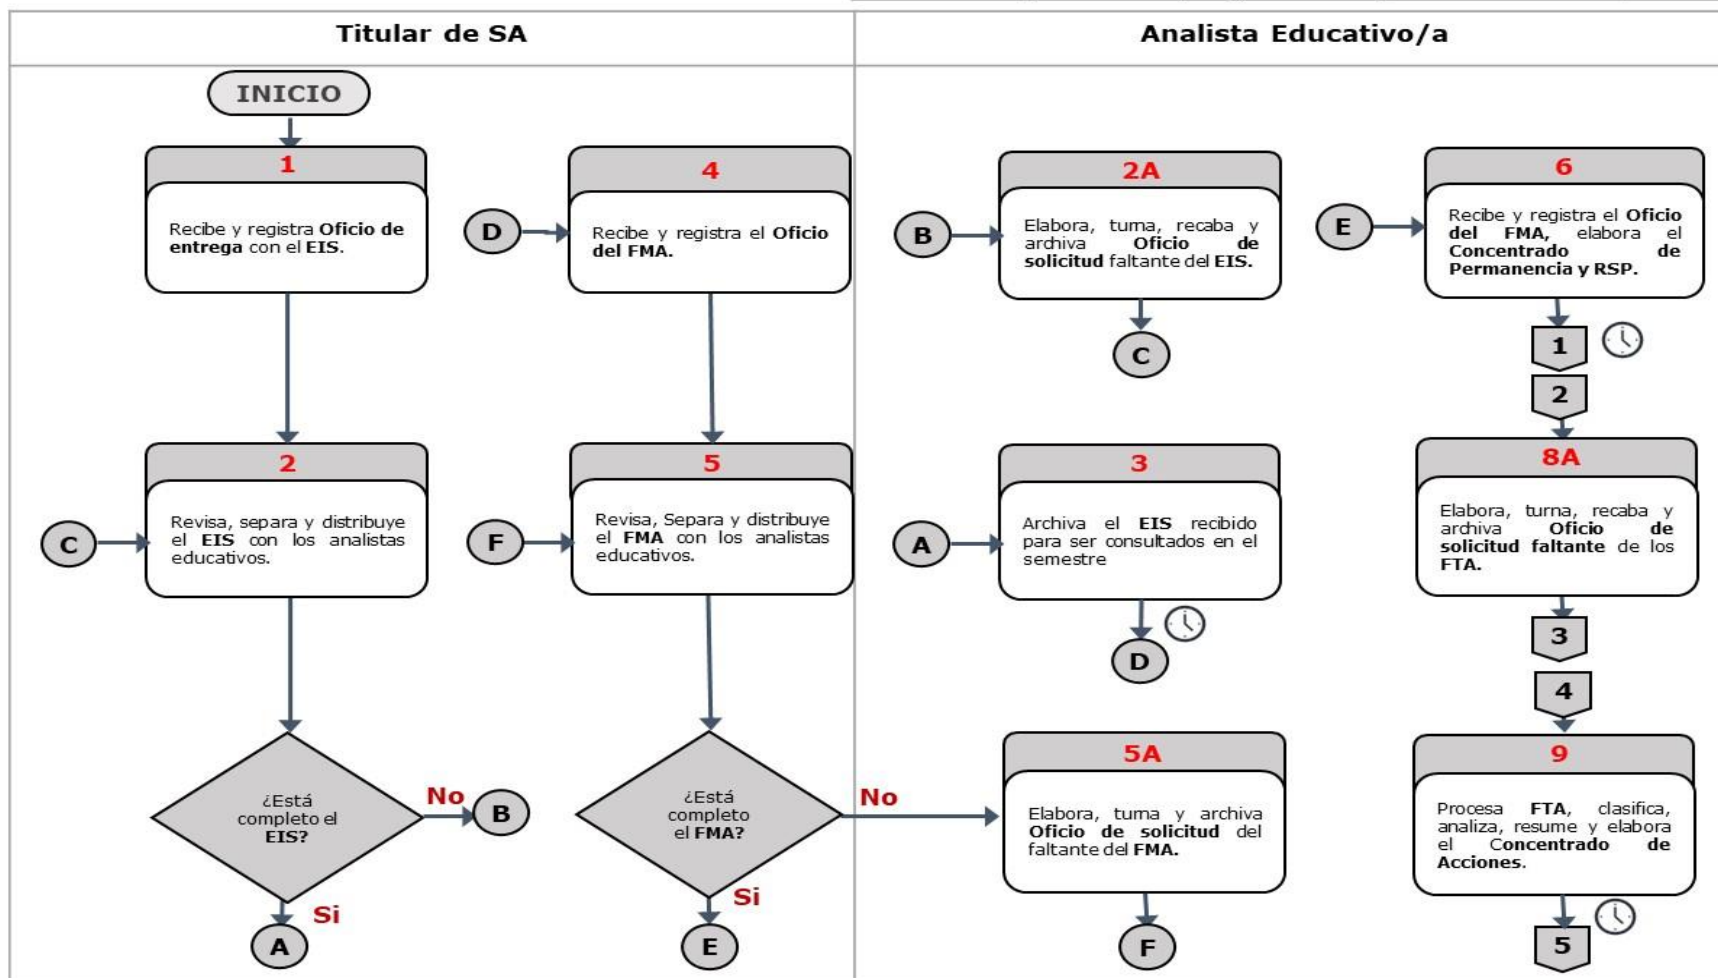 Titular de SA
Analista Educativo/a
INICIO
1
Recibe y registra Oficio de
entrega con el EIS.
2
C
Revisa, separa y distribuye
el EIS con los analistas
educativos.
¿Está
completo el
EIS?
No
B
Si
A
4
D
Recibe y registra el Oficio
del FMA.
5
F
Revisa, Separa y distribuye
el FMA con los analistas
educativos.
¿Está
completo
el FMA?
No
Si
E
2A
B
Elabora, turna, recaba y
archiva Oficio de
solicitud faltante del EIS.
C
3
A
Archiva el EIS recibido
para ser consultados en el
semestre
D
5A
Elabora, turna y archiva
Oficio de solicitud del
faltante del FMA.
F
6
E
Recibe y registra el Oficio
del FMA, elabora el
Concentrado de
Permanencia y RSP.
1
2
8A
Elabora, turna, recaba y
archiva Oficio de
solicitud faltante de los
FTA.
3
4
9
Procesa FTA, clasifica,
analiza, resume y elabora
el Concentrado de
Acciones.
5